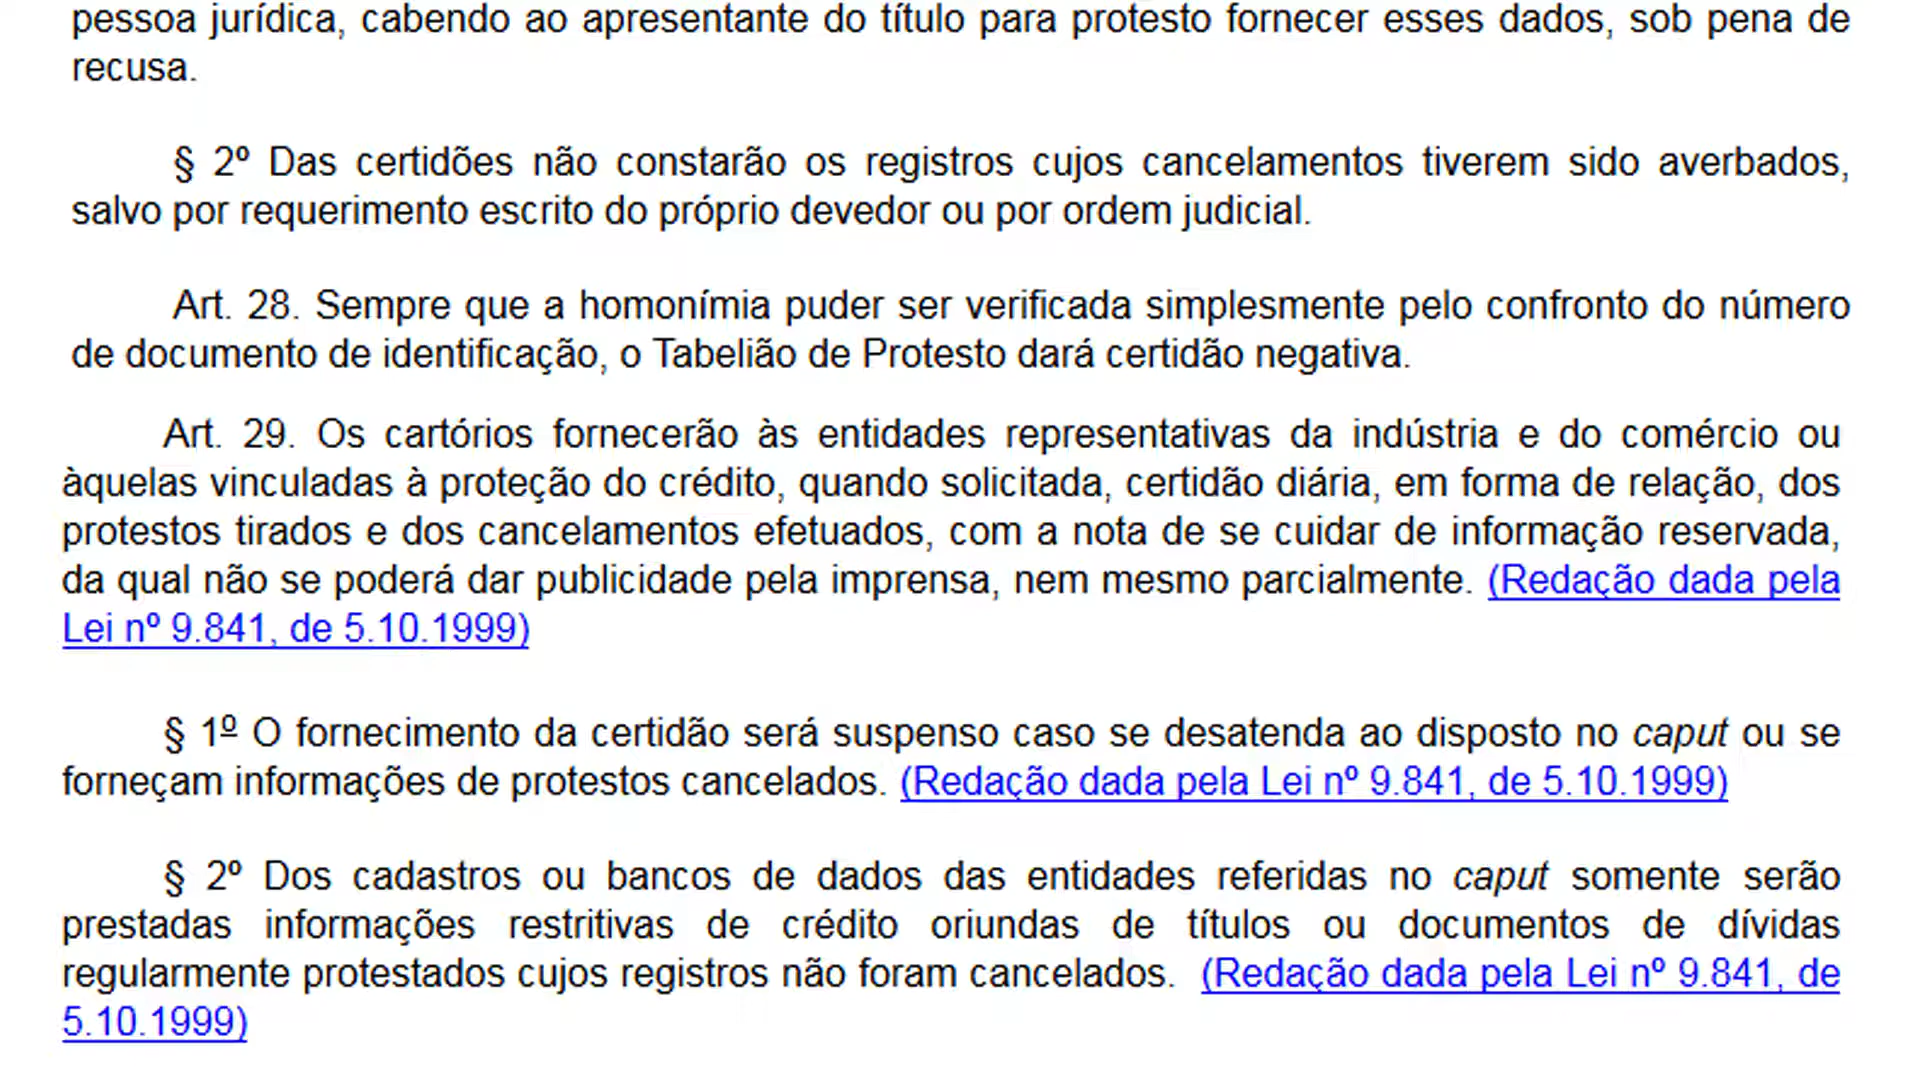 pessoa jurídica, cabendo ao apresentante do título para protesto fornecer esses dados, sob pena de
recusa.
§ 2º Das certidões não constarão os registros cujos cancelamentos tiverem sido averbados,
salvo por requerimento escrito do próprio devedor ou por ordem judicial.
Art. 28. Sempre que a homonímia puder ser verificada simplesmente pelo confronto do número
de documento de identificação, o Tabelião de Protesto dará certidão negativa.
Art. 29. Os cartórios fornecerão às entidades representativas da indústria e do comércio ou
àquelas vinculadas à proteção do crédito, quando solicitada, certidão diária, em forma de relação, dos
protestos tirados e dos cancelamentos efetuados, com a nota de se cuidar de informação reservada,
da qual não se poderá dar publicidade pela imprensa, nem mesmo parcialmente. (Redação dada pela
Lei nº 9.841, de 5.10.1999)
§ 1º O fornecimento da certidão será suspenso caso se desatenda ao disposto no caput ou se
forneçam informações de protestos cancelados. (Redação dada pela Lei nº 9.841, de 5.10.1999)
§ 2º Dos cadastros ou bancos de dados das entidades referidas no caput somente serão
prestadas informações restritivas de crédito oriundas de títulos ou documentos de dívidas
regularmente protestados cujos registros não foram cancelados. (Redação dada pela Lei nº 9.841, de
5.10.1999)